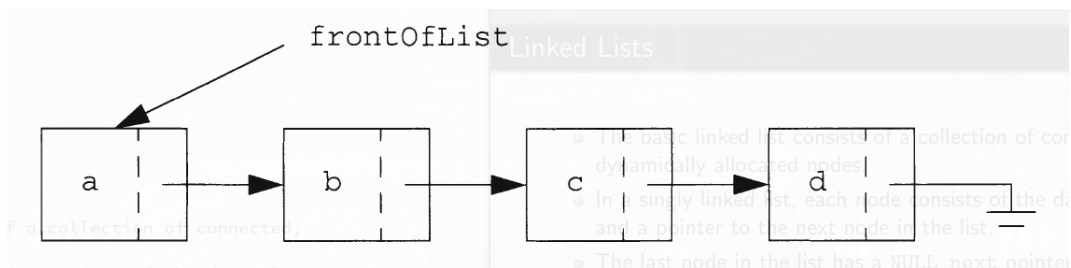 frontOfList
Linked Lists
a b c d
The basic linked list consists of a collection of
dynamically allocated nodes
In a singly linked list, each node consists of the
f a collection of connected,
and a pointer to the next node in the list.
The last node in the list has a NULL next pointer